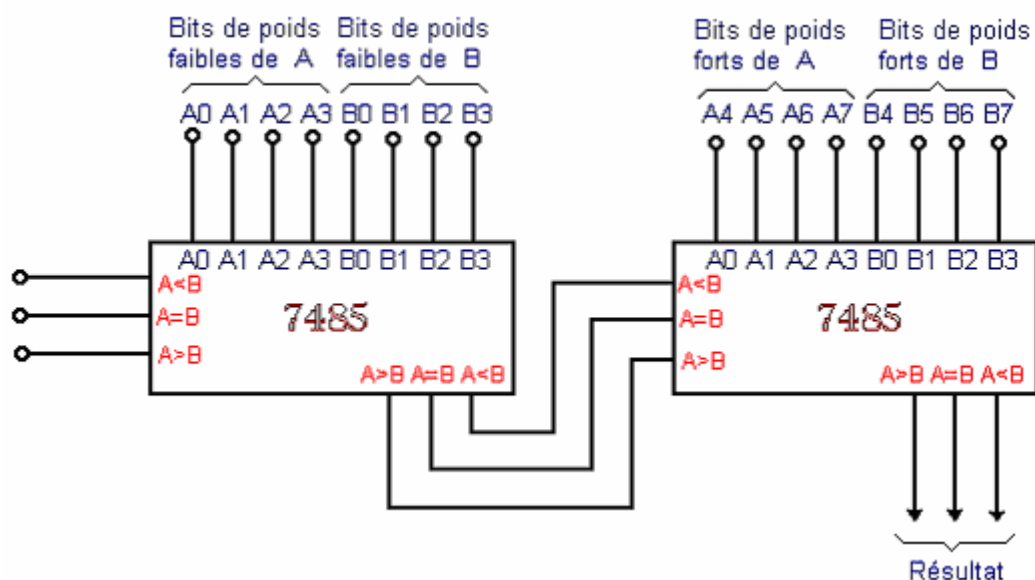 Bits de poids faibles de A
Bits de poids faibles de B
Bits de poids forts de A
Bits de poids forts de B
A0 A1 A2 A3 B0 B1 B2 B3
A4 A5 A6 A7 B4 B5 B6 B7
A0 A1 A2 A3 B0 B1 B2 B3
A<B
A=B
A>B
7485
A>B A=B A<B
A0 A1 A2 A3 B0 B1 B2 B3
A<B
A=B
A>B
7485
A>B A=B A<B
Résultat